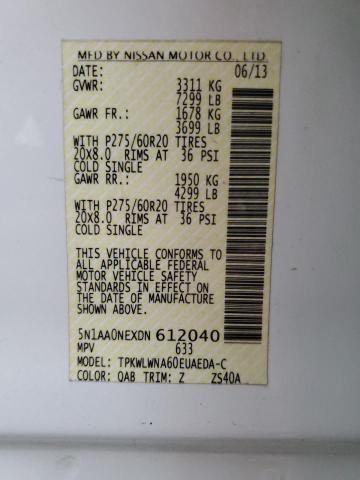 MFD BY NISSAN MOTOR CO., LTD.
DATE: 06/13
GVWR: 3311 KG
7299 LB
GAWR FR.: 1678 KG
3699 LB
WITH P275/60R20 TIRES
20X8.0 RIMS AT 36 PSI
COLD SINGLE
GAWR RR.: 1950 KG
4299 LB
WITH P275/60R20 TIRES
20X8.0 RIMS AT 36 PSI
COLD SINGLE
THIS VEHICLE CONFORMS TO
ALL APPLICABLE FEDERAL
MOTOR VEHICLE SAFETY
STANDARDS IN EFFECT ON
THE DATE OF MANUFACTURE
SHOWN ABOVE.
5N1AA0NEXDN 612040
MPV 633
MODEL: TPKWLWNA60EUAEDA-C
COLOR: QAB TRIM: Z ZS40A